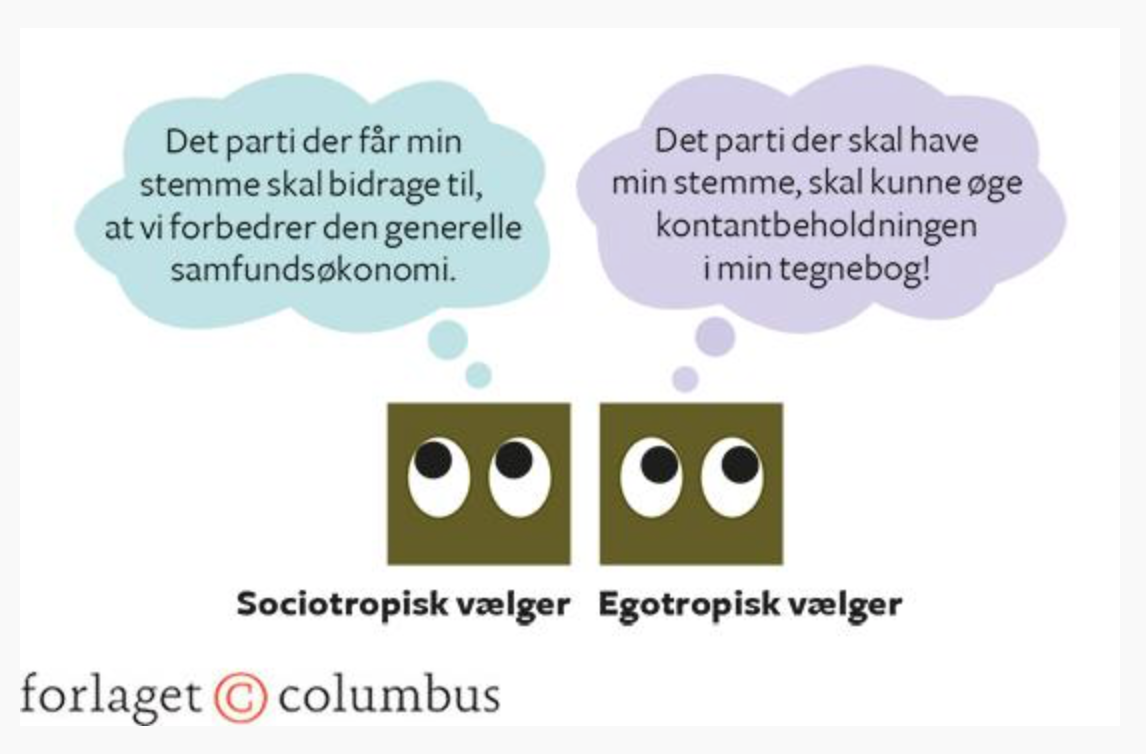 Det parti der får min
stemme skal bidrage til,
at vi forbedrer den generelle
samfundsøkonomi.
Det parti der skal have
min stemme, skal kunne øge
kontantbeholdningen
i min tegnebog!
Sociotropisk vælger
Egotropisk vælger
forlaget © columbus